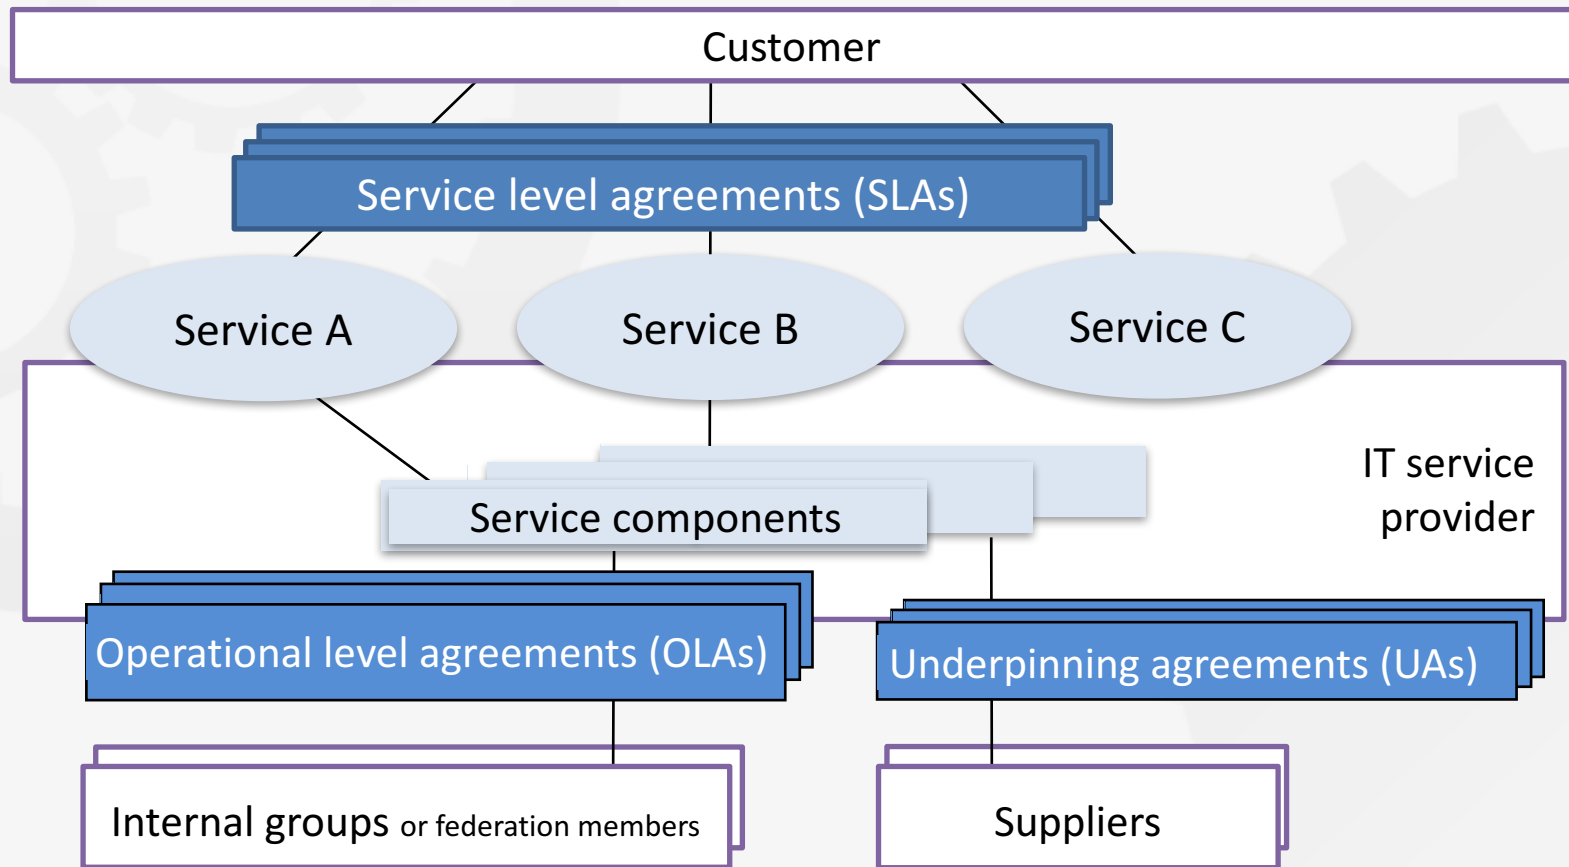 Customer
Service level agreements (SLAs)
Service A
Service B
Service C
IT service
provider
Service components
Operational level agreements (OLAs)
Underpinning agreements (UAs)
Internal groups or federation members
Suppliers